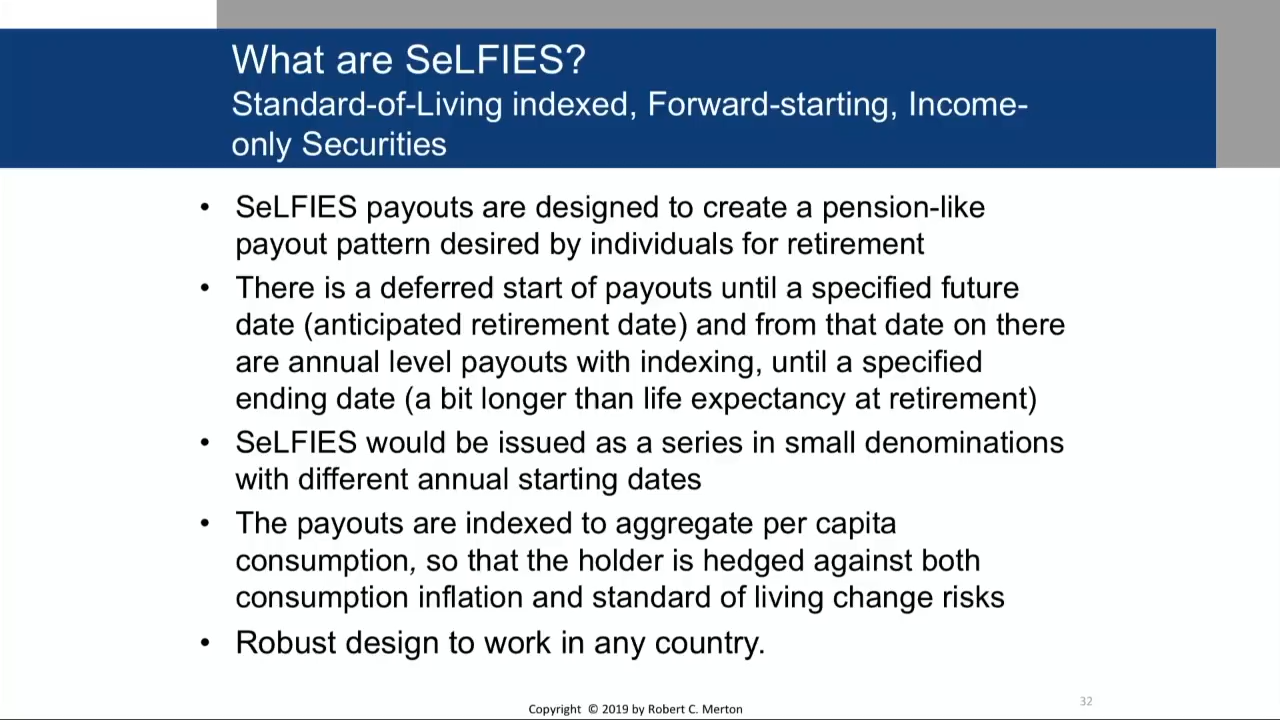 What are SeLFIES?
Standard-of-Living indexed, Forward-starting, Income-
only Securities
• SeLFIES payouts are designed to create a pension-like
payout pattern desired by individuals for retirement
• There is a deferred start of payouts until a specified future
date (anticipated retirement date) and from that date on there
are annual level payouts with indexing, until a specified
ending date (a bit longer than life expectancy at retirement)
• SeLFIES would be issued as a series in small denominations
with different annual starting dates
• The payouts are indexed to aggregate per capita
consumption, so that the holder is hedged against both
consumption inflation and standard of living change risks
• Robust design to work in any country.
32
Copyright © 2019 by Robert C. Merton